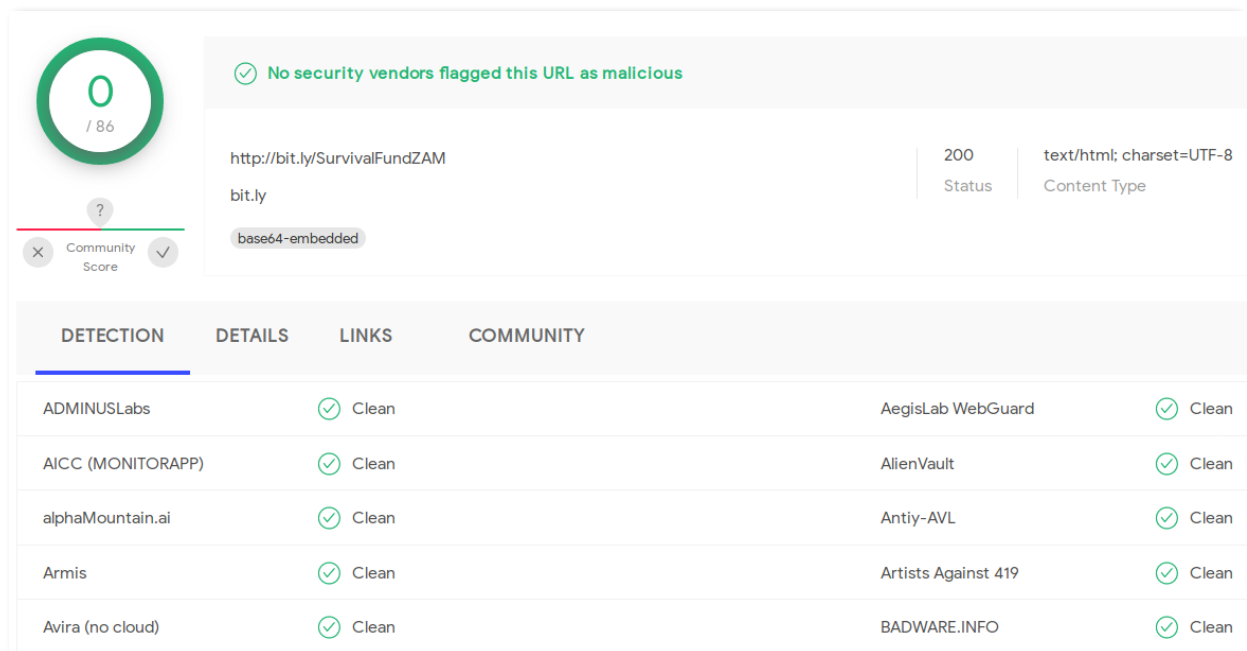 0
/ 86
No security vendors flagged this URL as malicious
http://bit.ly/SurvivalFundZAM
bit.ly
base64-embedded
200
Status
text/html; charset=UTF-8
Content Type
?
Community
Score
DETECTION DETAILS LINKS COMMUNITY
ADMINUSLabs Clean AegisLab WebGuard Clean
AICC (MONITORAPP) Clean AlienVault Clean
alphaMountain.ai Clean Antiy-AVL Clean
Armis Clean Artists Against 419 Clean
Avira (no cloud) Clean BADWARE.INFO Clean